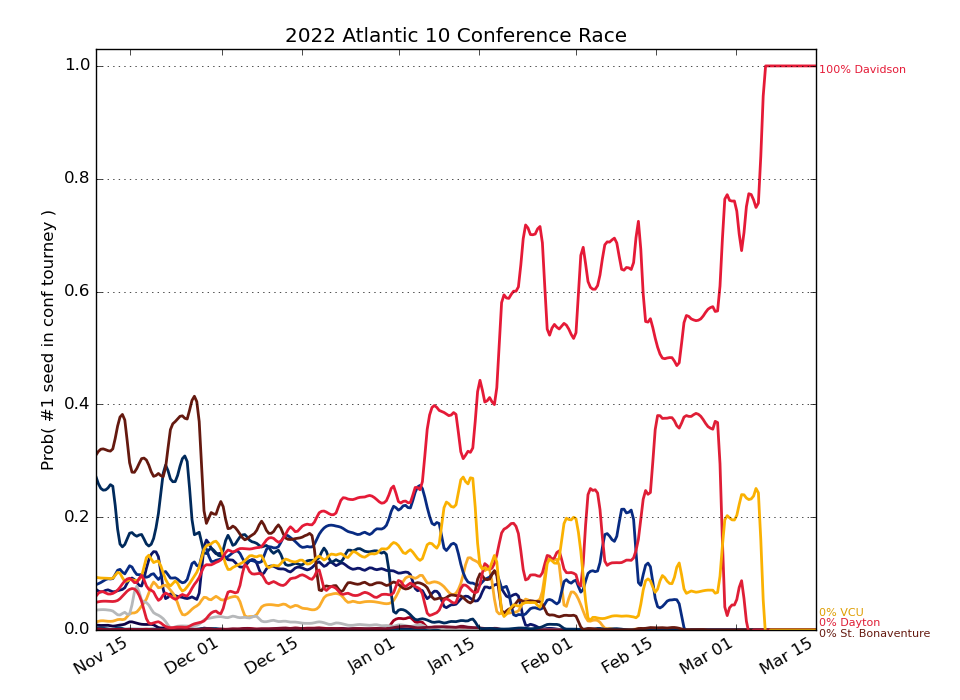 2022 Atlantic 10 Conference Race
Prob( #1 seed in conf tourney )
1.0
0.8
0.6
0.4
0.2
0.0
100% Davidson
0% VCU
0% Dayton
0% St. Bonaventure
Nov 15
Dec 01
Dec 15
Jan 01
Jan 15
Feb 01
Feb 15
Mar 01
Mar 15